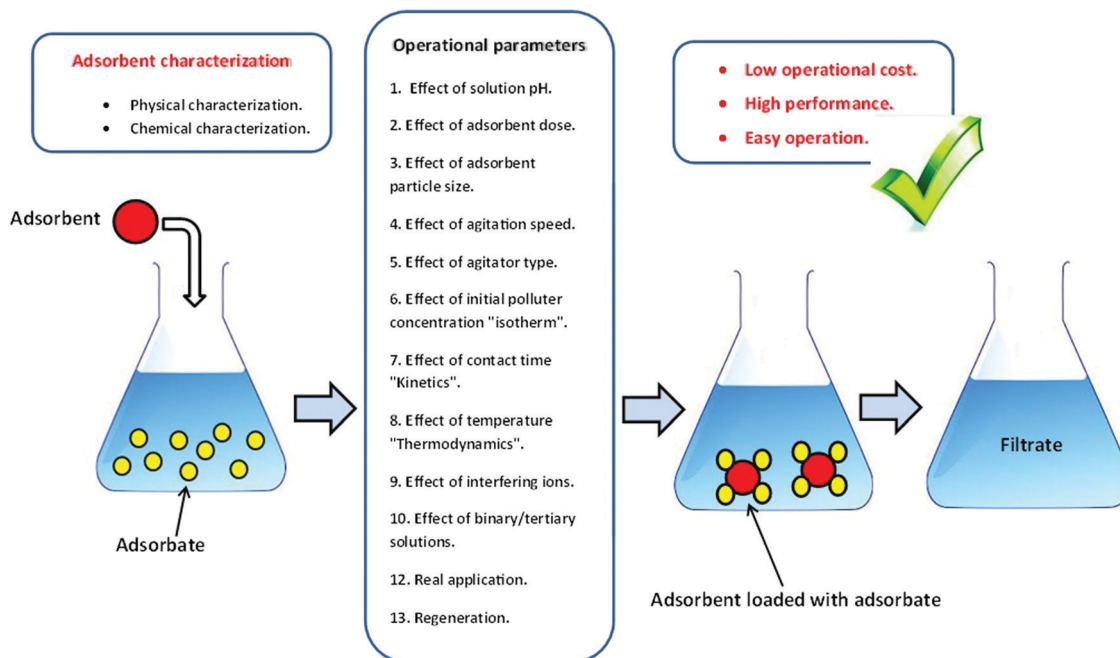 Adsorbent characterization
• Physical characterization.
• Chemical characterization.
Adsorbent
Adsorbate
Operational parameters
1. Effect of solution pH.
2. Effect of adsorbent dose.
3. Effect of adsorbent
particle size.
4. Effect of agitation speed.
5. Effect of agitator type.
6. Effect of initial polluter
concentration "isotherm".
7. Effect of contact time
"Kinetics".
8. Effect of temperature
"Thermodynamics".
9. Effect of interfering ions.
10. Effect of binary/tertiary
solutions.
12. Real application.
13. Regeneration.
• Low operational cost.
• High performance.
• Easy operation.
Adsorbent loaded with adsorbate
Filtrate